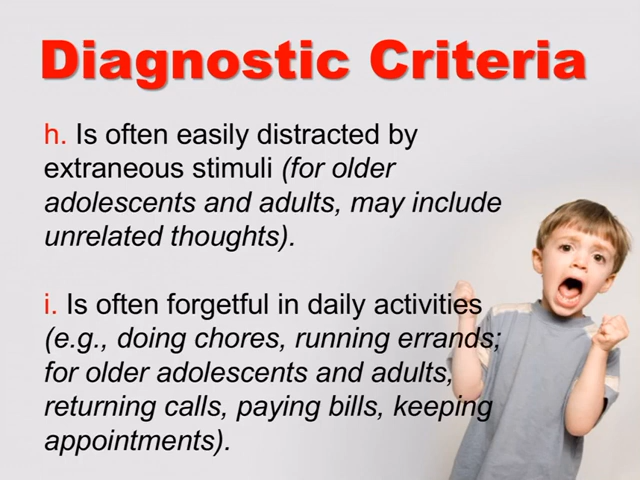 Diagnostic Criteria
h. Is often easily distracted by
extraneous stimuli (for older
adolescents and adults, may include
unrelated thoughts).
i. Is often forgetful in daily activities
(e.g., doing chores, running errands;
for older adolescents and adults,
returning calls, paying bills, keeping
appointments).